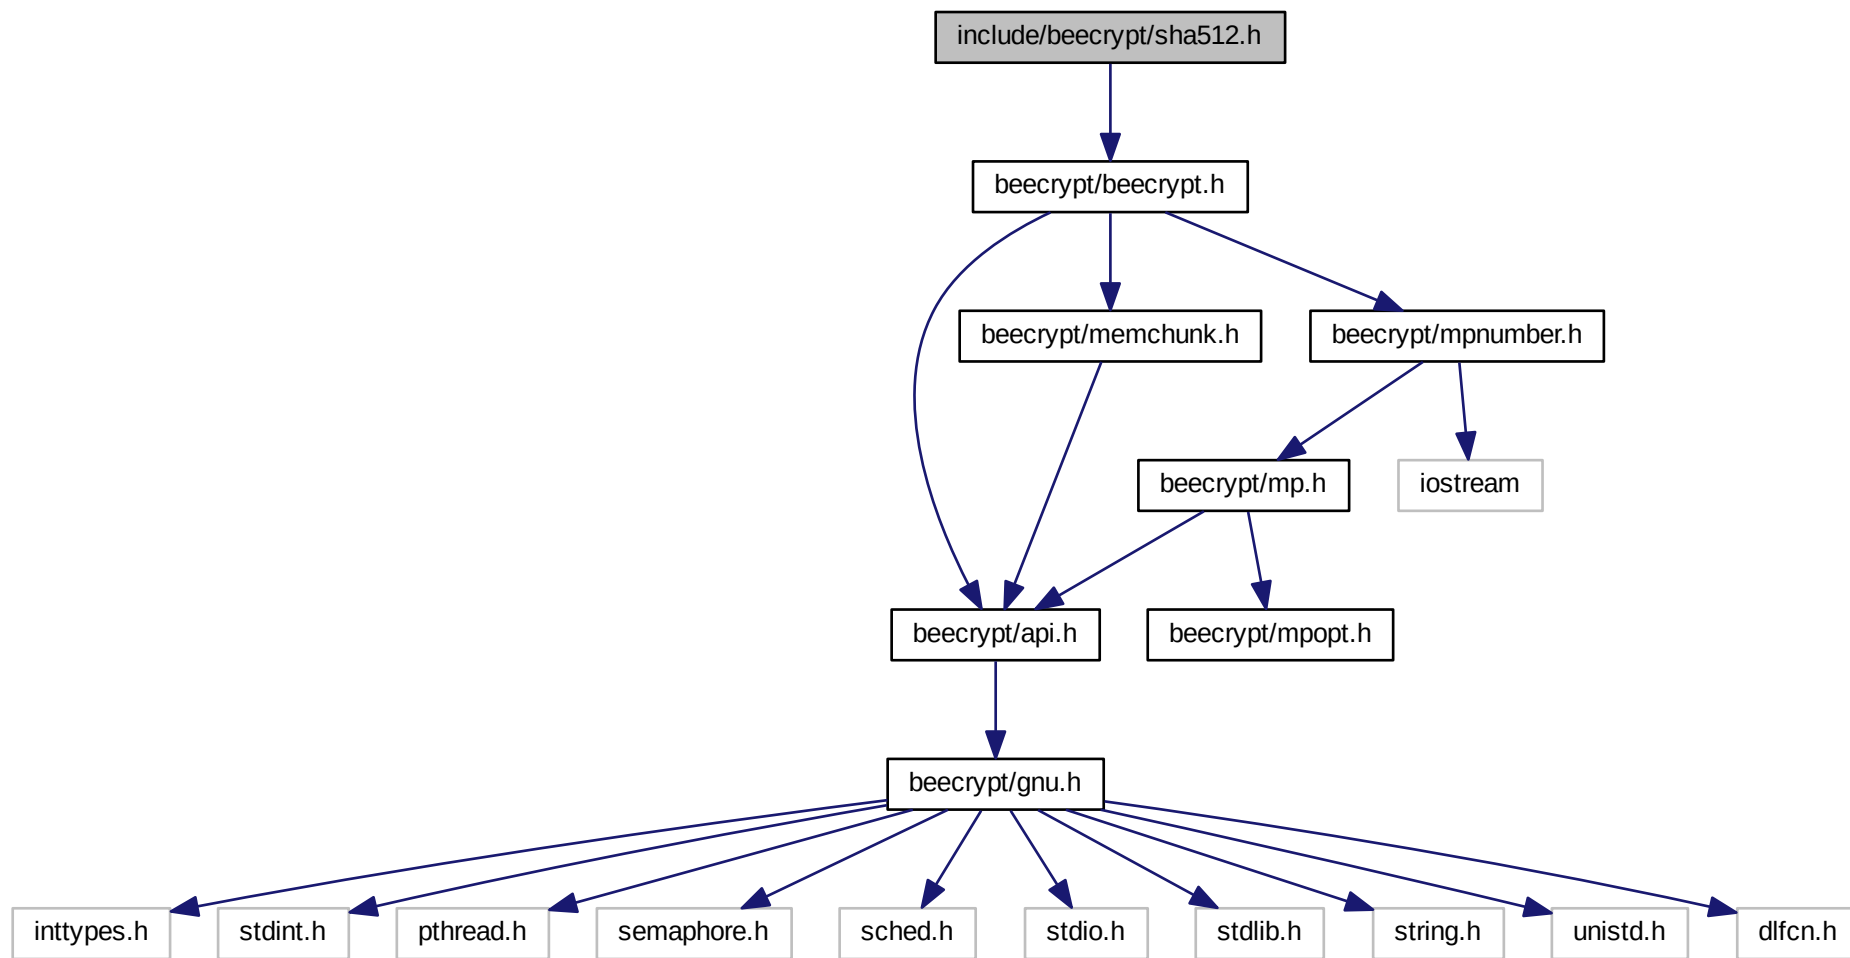 include/beecrypt/sha512.h
beecrypt/beecrypt.h
beecrypt/memchunk.h
beecrypt/mpnumber.h
beecrypt/mp.h
iostream
beecrypt/api.h
beecrypt/mpopt.h
beecrypt/gnu.h
inttypes.h
stdint.h
pthread.h
semaphore.h
sched.h
stdio.h
stdlib.h
string.h
unistd.h
dlfcn.h